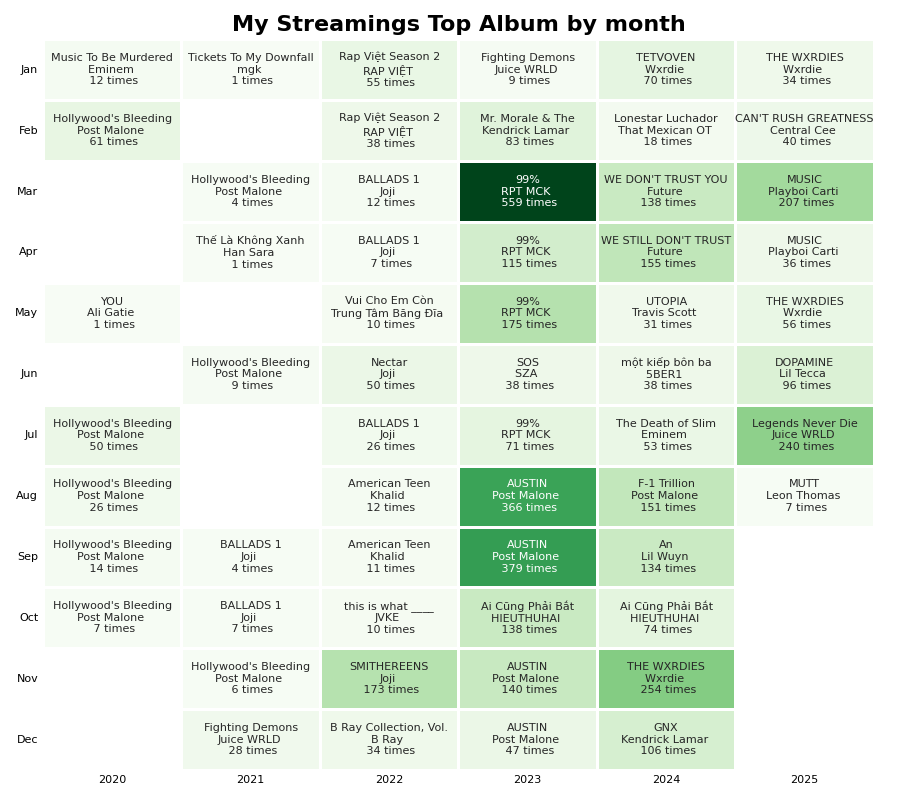 My Streamings Top Album by month
Jan
Music To Be Murdered
Eminem
12 times
Tickets To My Downfall
mgk
1 times
Rap Việt Season 2
RAP VIỆT
55 times
Fighting Demons
Juice WRLD
9 times
TETVOVEN
Wxrdie
70 times
THE WXRDIES
Wxrdie
34 times
Feb
Hollywood's Bleeding
Post Malone
61 times
Rap Việt Season 2
RAP VIỆT
38 times
Mr. Morale & The
Kendrick Lamar
83 times
Lonestar Luchador
That Mexican OT
18 times
CAN'T RUSH GREATNESS
Central Cee
40 times
Mar
Hollywood's Bleeding
Post Malone
4 times
BALLADS 1
Joji
12 times
99%
RPT MCK
559 times
WE DON'T TRUST YOU
Future
138 times
MUSIC
Playboi Carti
207 times
Apr
Thế Là Không Xanh
Han Sara
1 times
BALLADS 1
Joji
7 times
99%
RPT MCK
115 times
WE STILL DON'T TRUST
Future
155 times
MUSIC
Playboi Carti
36 times
May
YOU
Ali Gatie
1 times
Vui Cho Em Còn
Trung Tâm Băng Đĩa
10 times
99%
RPT MCK
175 times
UTOPIA
Travis Scott
31 times
THE WXRDIES
Wxrdie
56 times
Jun
Hollywood's Bleeding
Post Malone
9 times
Nectar
Joji
50 times
SOS
SZA
38 times
một kiếp bôn ba
5BER1
38 times
DOPAMINE
Lil Tecca
96 times
Jul
Hollywood's Bleeding
Post Malone
50 times
BALLADS 1
Joji
26 times
99%
RPT MCK
71 times
The Death of Slim
Eminem
53 times
Legends Never Die
Juice WRLD
240 times
Aug
Hollywood's Bleeding
Post Malone
26 times
American Teen
Khalid
12 times
AUSTIN
Post Malone
366 times
F-1 Trillion
Post Malone
151 times
MUTT
Leon Thomas
7 times
Sep
Hollywood's Bleeding
Post Malone
14 times
BALLADS 1
Joji
4 times
American Teen
Khalid
11 times
AUSTIN
Post Malone
379 times
An
Lil Wuyn
134 times
Oct
Hollywood's Bleeding
Post Malone
7 times
BALLADS 1
Joji
7 times
this is what ____
JVKE
10 times
Ai Cũng Phải Bắt
HIEUTHUHAI
138 times
Ai Cũng Phải Bắt
HIEUTHUHAI
74 times
Nov
Hollywood's Bleeding
Post Malone
6 times
SMITHEREENS
Joji
173 times
AUSTIN
Post Malone
140 times
THE WXRDIES
Wxrdie
254 times
Dec
Fighting Demons
Juice WRLD
28 times
B Ray Collection, Vol.
B Ray
34 times
AUSTIN
Post Malone
47 times
GNX
Kendrick Lamar
106 times
2020
2021
2022
2023
2024
2025